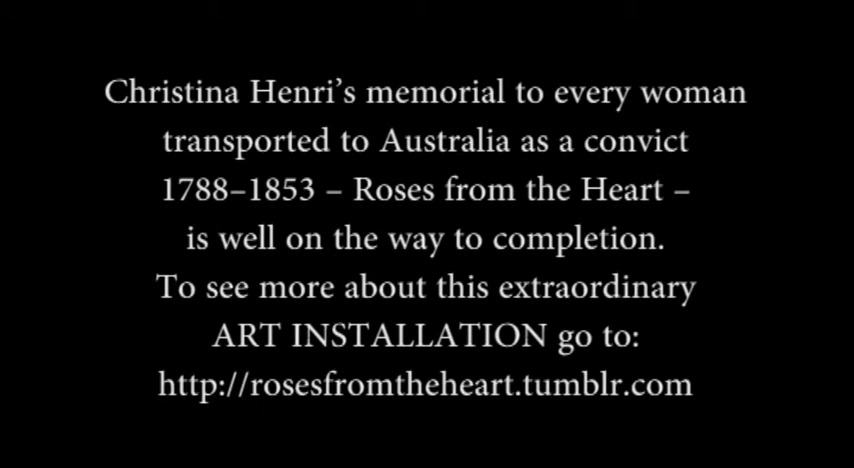 Christina Henri’s memorial to every woman
transported to Australia as a convict
1788–1853 – Roses from the Heart –
is well on the way to completion.
To see more about this extraordinary
ART INSTALLATION go to:
http://rosesfromtheheart.tumblr.com